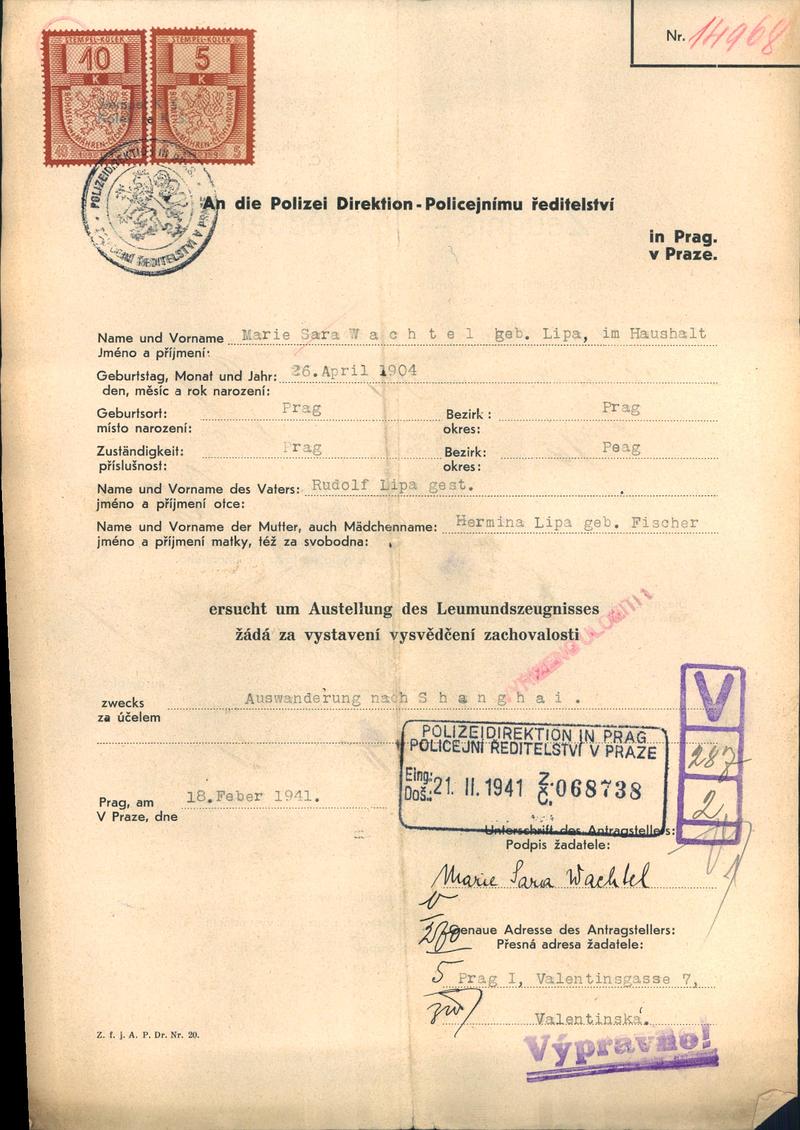 Nr. 14968
STEMPEL-KOLEK STEMPEL-KOLEK
10 5
K K
An die Polizei Direktion - Policejnímu ředitelství
in Prag.
v Praze.
Name und Vorname Marie Sara Wachtel geb. Lipa, im Haushalt
Jméno a příjmení:
Geburtstag, Monat und Jahr: 26.April 1904
den, měsíc a rok narození:
Geburtsort: Prag Bezirk: Prag
místo narození: okres:
Zuständigkeit: Prag Bezirk: Peag
příslušnost: okres:
Name und Vorname des Vaters: Rudolf Lipa gest.
jméno a příjmení otce:
Name und Vorname der Mutter, auch Mädchenname: Hermina Lipa geb. Fischer
jméno a příjmení matky, též za svobodna:
ersucht um Austellung des Leumundszeugnisses
žádá za vystavení vysvědčení zachovalosti
zwecks Auswanderung nach Shanghai.
za účelem
POLIZEIDIREKTION IN PRAG
POLICEJNÍ ŘEDITELSTVÍ V PRAZE
Eing.: Z.
Doš.: 21. II. 1941 Č. 068738
V
287
2
Prag, am 18.Feber 1941.
V Praze, dne
Unterschrift des Antragstellers:
Podpis žadatele:
Marie Sara Wachtel
Genaue Adresse des Antragstellers:
Přesná adresa žadatele:
5 Prag I, Valentinsgasse 7,
Valentinská.
Z. f. j. A. P. Dr. Nr. 20.
Výpravno!